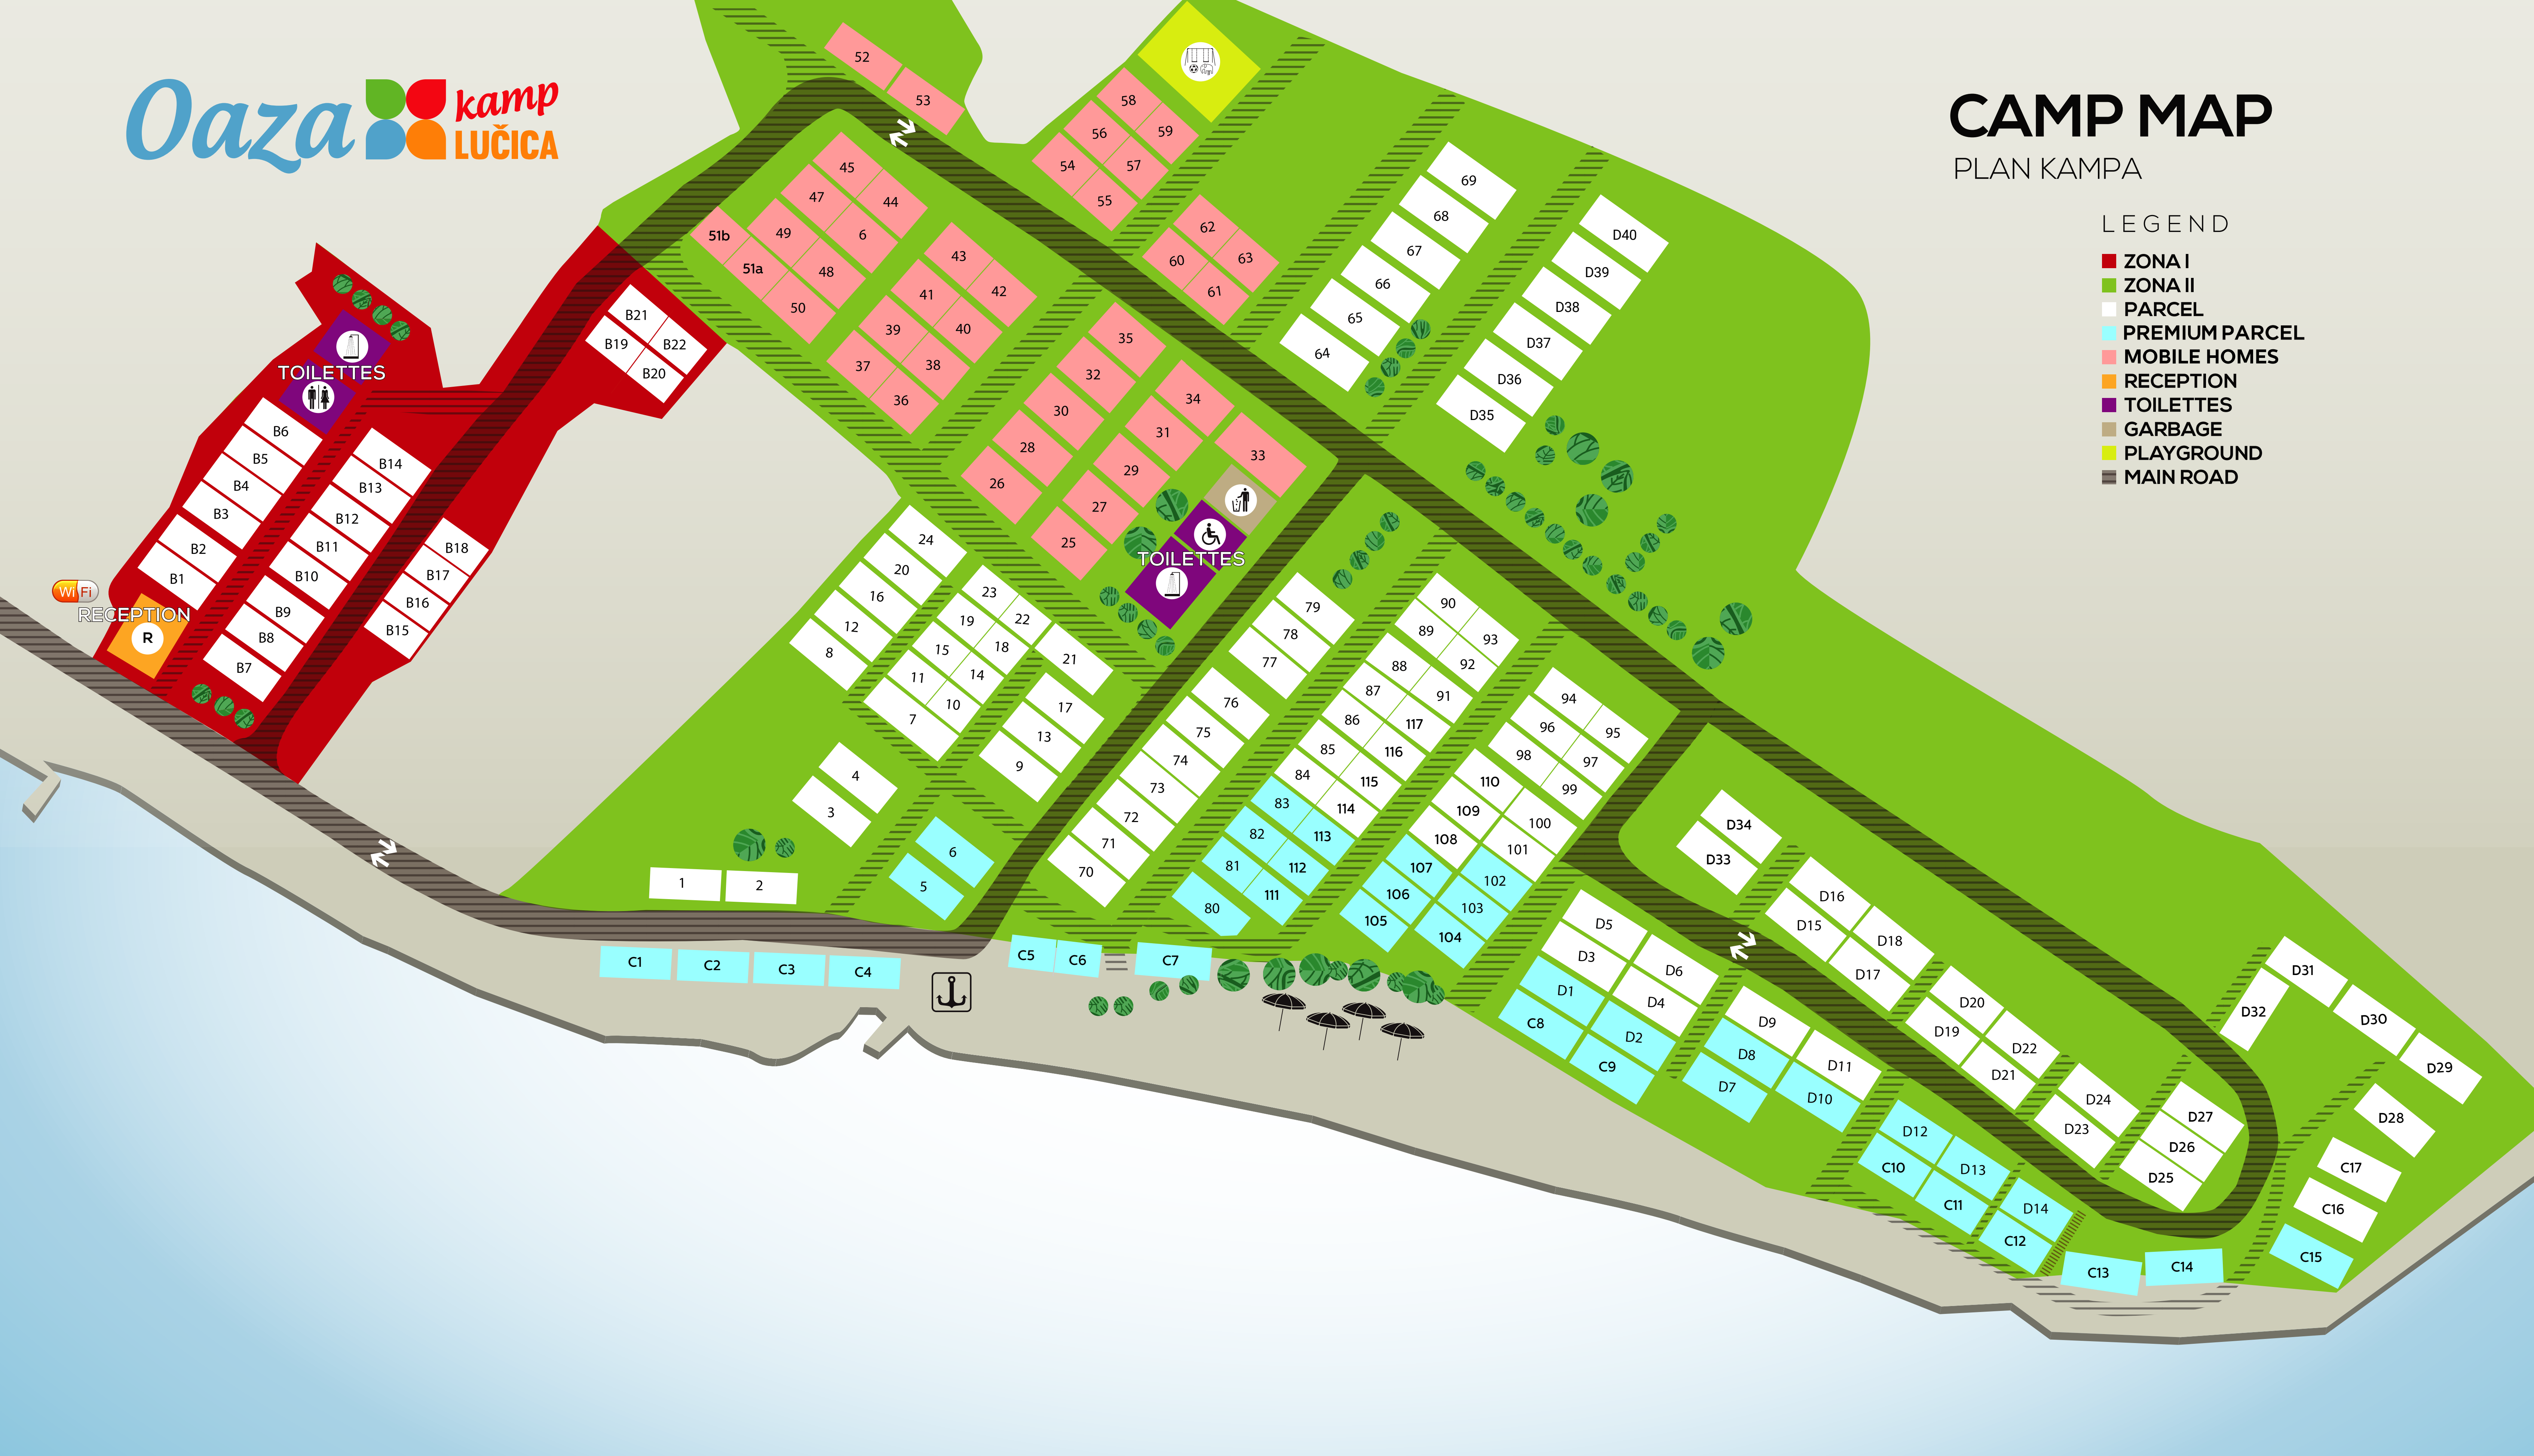 Oaza kamp
LUČICA
CAMP MAP
PLAN KAMPA
LEGEND
ZONA I
ZONA II
PARCEL
PREMIUM PARCEL
MOBILE HOMES
RECEPTION
TOILETTES
GARBAGE
PLAYGROUND
MAIN ROAD
52
53
58
59
56
57
54
55
62
63
60
61
45
44
47
6
49
48
51b
51a
50
43
42
41
40
39
38
37
36
35
34
33
32
31
30
29
28
27
26
25
69
68
67
66
65
64
D40
D39
D38
D37
D36
D35
B21
B22
B19
B20
TOILETTES
B6
B5
B4
B3
B2
B1
B14
B13
B12
B11
B10
B9
B8
B7
B18
B17
B16
B15
Wi Fi
RECEPTION
R
TOILETTES
24
20
16
12
8
23
22
19
18
15
14
11
10
7
21
17
13
9
4
3
6
5
1
2
79
78
77
76
75
74
73
72
71
70
90
93
89
92
88
91
87
117
86
116
85
115
84
114
83
113
82
112
81
111
80
94
95
96
97
98
99
110
100
109
101
108
102
107
103
106
104
105
C1
C2
C3
C4
C5
C6
C7
D34
D33
D16
D18
D15
D17
D20
D22
D19
D21
D24
D23
D27
D26
D25
D31
D32
D30
D29
D28
C17
C16
C15
D5
D6
D3
D4
D1
D2
C8
C9
D9
D11
D8
D10
D7
D12
D13
C10
C11
D14
C12
C13
C14